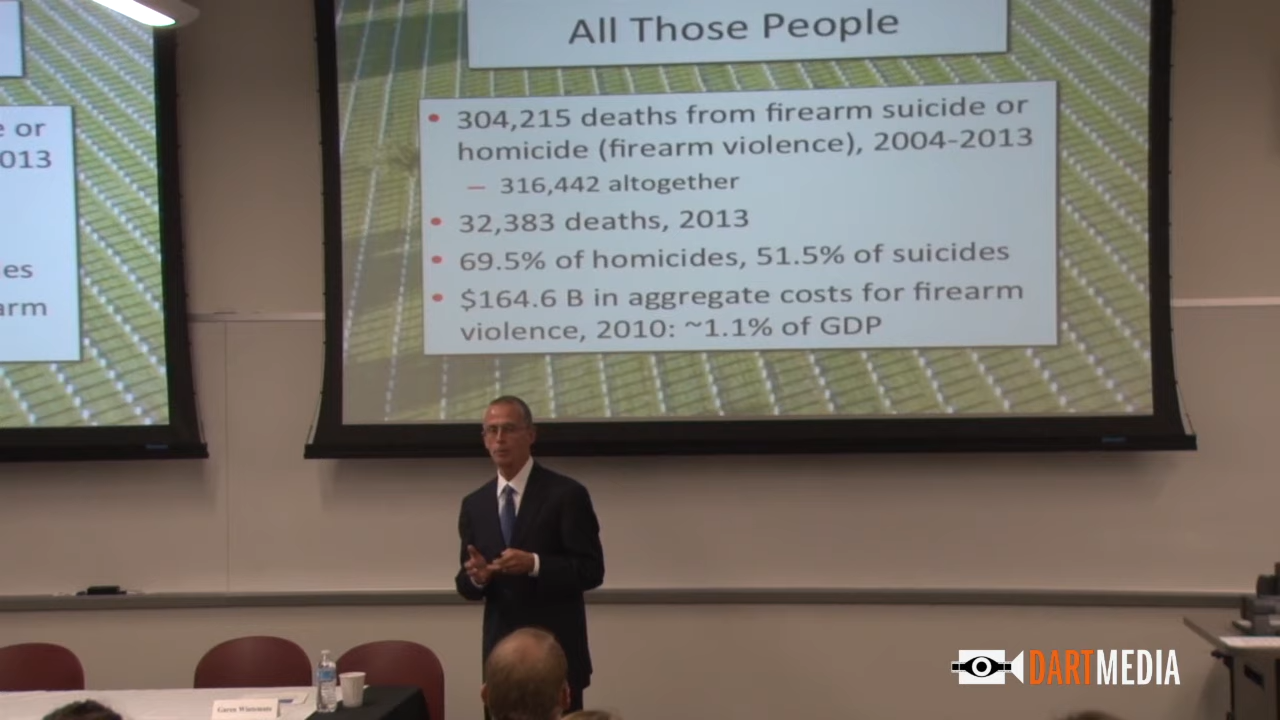 All Those People
e or
013
es
arm
• 304,215 deaths from firearm suicide or
homicide (firearm violence), 2004-2013
— 316,442 altogether
• 32,383 deaths, 2013
• 69.5% of homicides, 51.5% of suicides
• $164.6 B in aggregate costs for firearm
violence, 2010: ~1.1% of GDP
DARTMEDIA